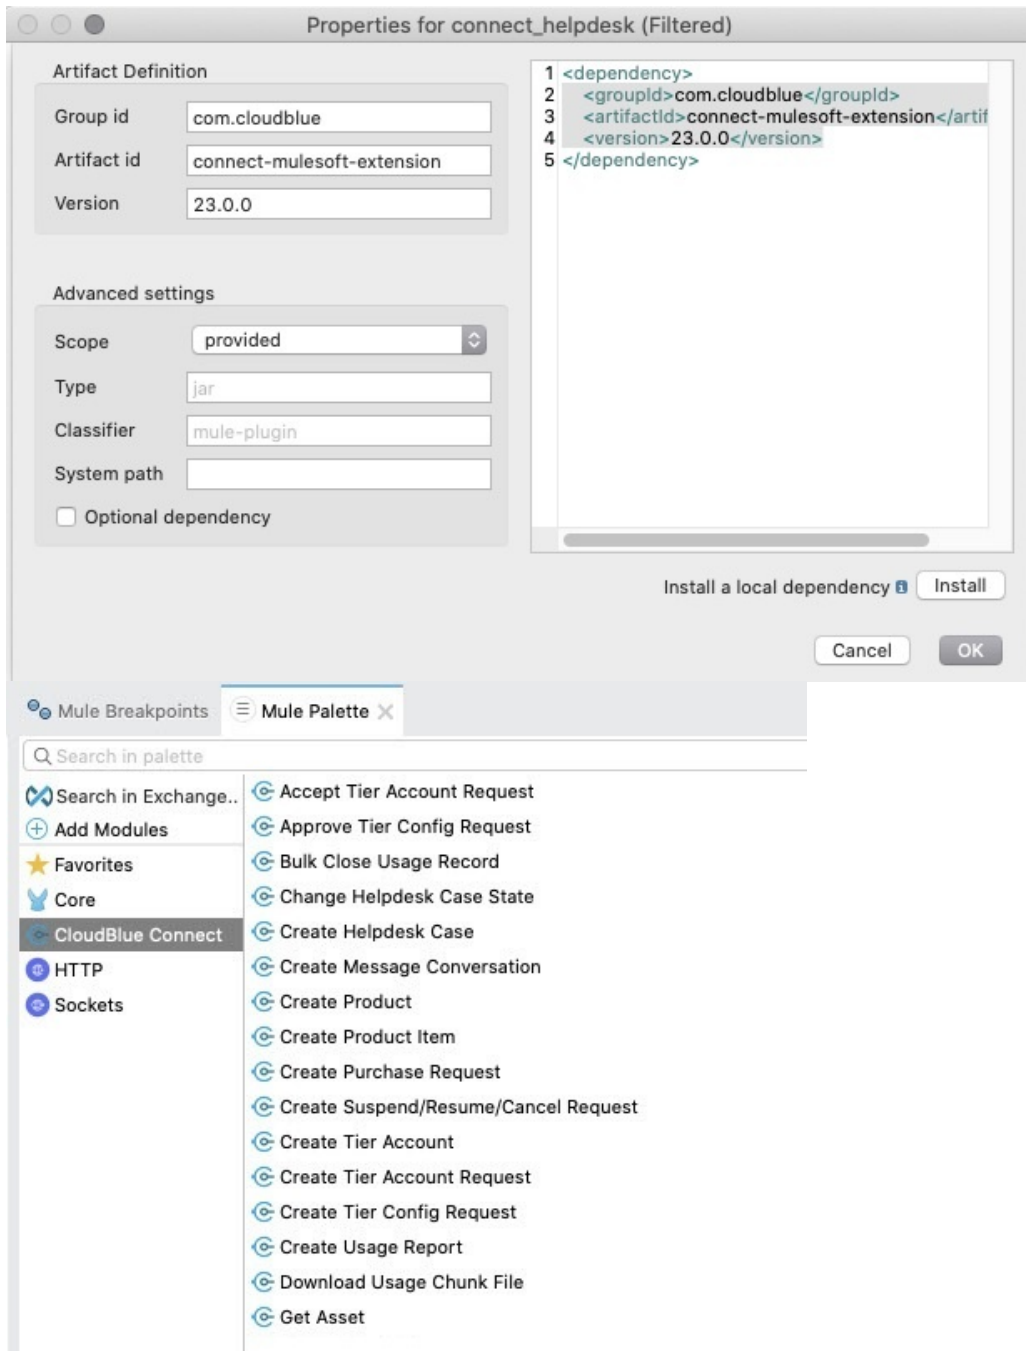 Properties for connect_helpdesk (Filtered)
Artifact Definition
Group id com.cloudblue
Artifact id connect-mulesoft-extension
Version 23.0.0
Advanced settings
Scope provided
Type jar
Classifier mule-plugin
System path
Optional dependency
1 <dependency>
2 <groupId>com.cloudblue</groupId>
3 <artifactId>connect-mulesoft-extension</artif
4 <version>23.0.0</version>
5 </dependency>
Install a local dependency Install
Cancel OK
Mule Breakpoints Mule Palette
Search in palette
Search in Exchange..
Add Modules
Favorites
Core
CloudBlue Connect
HTTP
Sockets
Accept Tier Account Request
Approve Tier Config Request
Bulk Close Usage Record
Change Helpdesk Case State
Create Helpdesk Case
Create Message Conversation
Create Product
Create Product Item
Create Purchase Request
Create Suspend/Resume/Cancel Request
Create Tier Account
Create Tier Account Request
Create Tier Config Request
Create Usage Report
Download Usage Chunk File
Get Asset